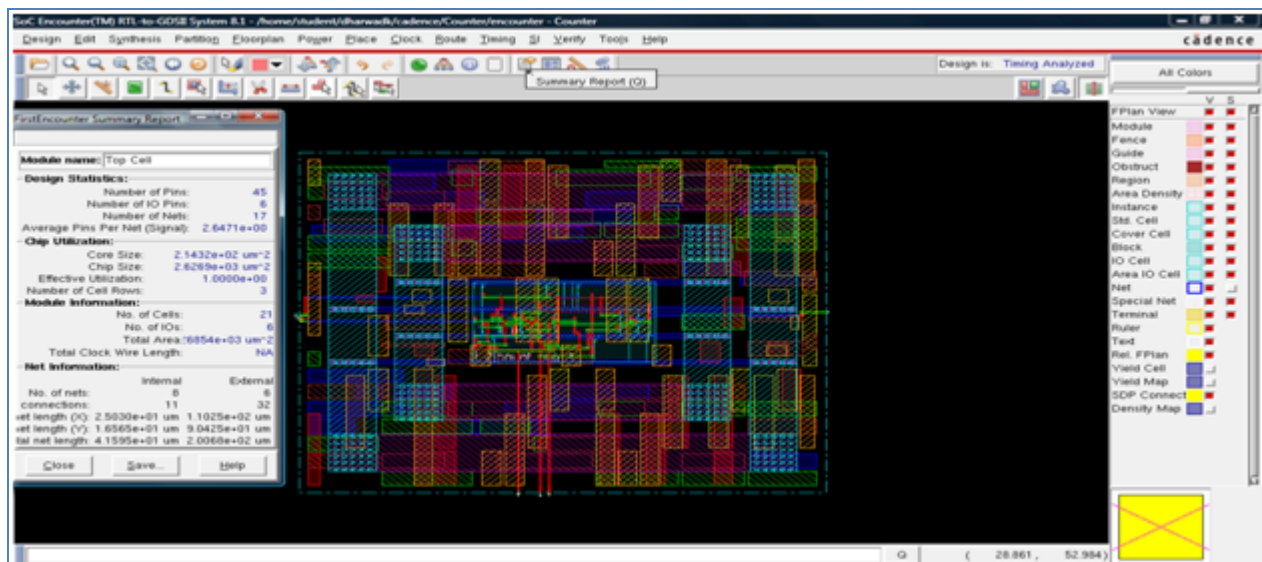 SoC Encounter(TM) RTL-to-GDSII System 8.1 - /home/student/dharwadk/cadence/Counter/encounter - Counter
Design Edit Synthesis Partition Floorplan Power Place Clock Route Timing SI Verify Tools Help
cādence
Design is: Timing Analyzed
All Colors
Summary Report (Q)
FirstEncounter Summary Report
Module name: Top Cell
Design Statistics:
Number of Pins: 45
Number of IO Pins: 6
Number of Nets: 17
Average Pins Per Net (Signal): 2.6471e+00
Chip Utilization:
Core Size: 2.1432e+02 um^2
Chip Size: 2.6269e+03 um^2
Effective Utilization: 1.0000e+00
Number of Cell Rows: 3
Module Information:
No. of Cells: 21
No. of IOs: 6
Total Area: 6854e+03 um^2
Total Clock Wire Length: NA
Net Information:
Internal External
No. of nets: 8 6
connections: 11 32
et length (X): 2.5030e+01 um 1.1025e+02 um
et length (Y): 1.6565e+01 um 9.0425e+01 um
tal net length: 4.1595e+01 um 2.0068e+02 um
Close Save... Help
V S
FPlan View
Module
Fence
Guide
Obstruct
Region
Area Density
Instance
Std. Cell
Cover Cell
Block
IO Cell
Area IO Cell
Net
Special Net
Terminal
Ruler
Text
Rel. FPlan
Yield Cell
Yield Map
SDP Connect
Density Map
Q ( 28.861, 52.984)